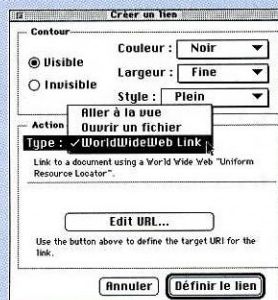 Créer un lien
Contour
Visible
Invisible
Couleur : Noir
Largeur : Fine
Style : Plein
Action
Aller à la vue
Ouvrir un fichier
Type : ✓WorldWideWeb Link
Link to a document using a World Wide Web "Uniform
Resource Locator".
Edit URL...
Use the button above to define the target URI for the
link.
Annuler
Définir le lien